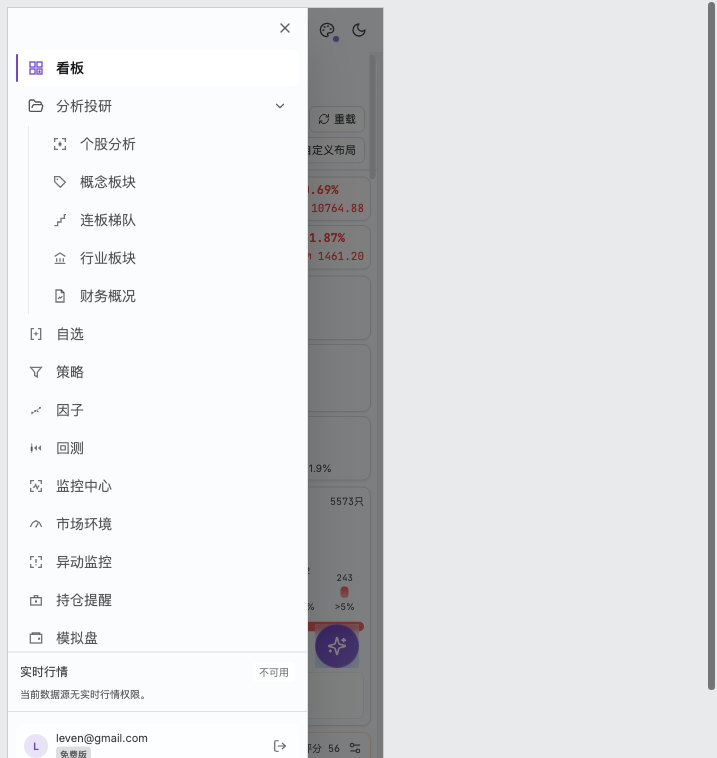 看板
分析投研
重载
个股分析
自定义布局
概念板块
.69%
10764.88
连板梯队
1.87%
行业板块
1461.20
财务概况
自选
策略
因子
回测
1.9%
监控中心
5573只
市场环境
异动监控
243
持仓提醒
% >5%
模拟盘
实时行情
不可用
当前数据源无实时行情权限。
leven@gmail.com
L
免费版
评分 56